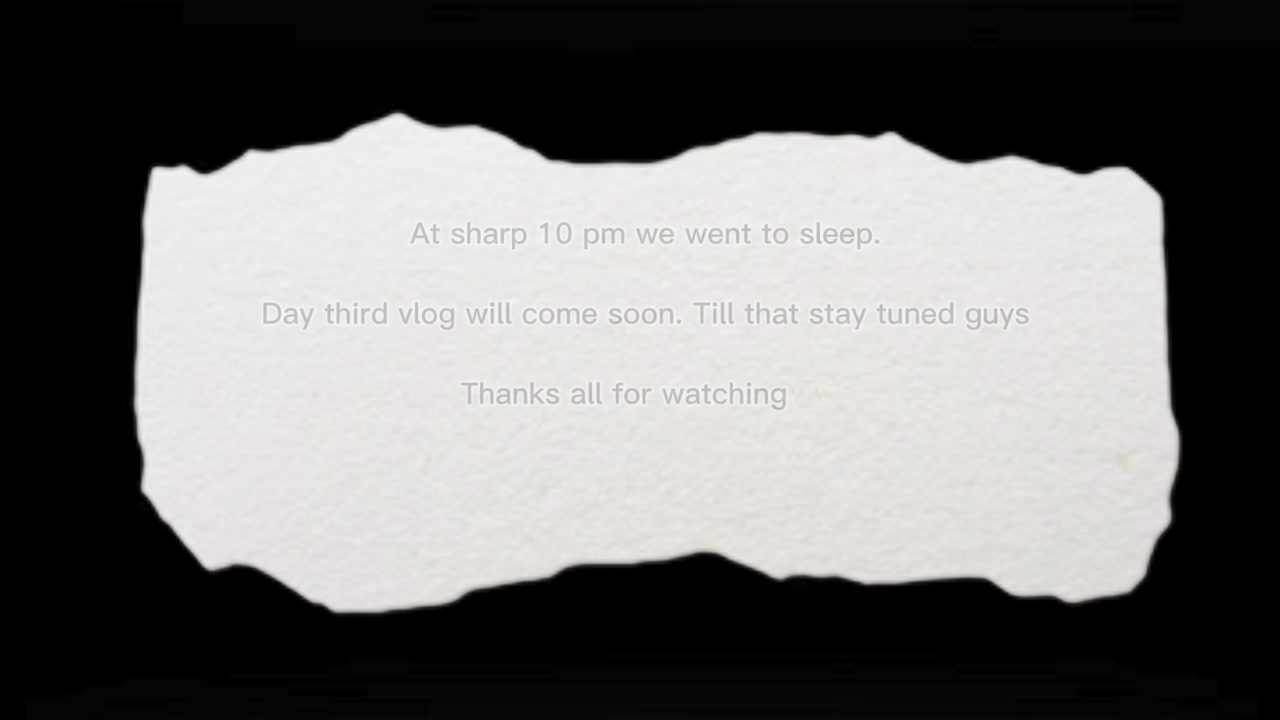 At sharp 10 pm we went to sleep.
Day third vlog will come soon. Till that stay tuned guys
Thanks all for watching